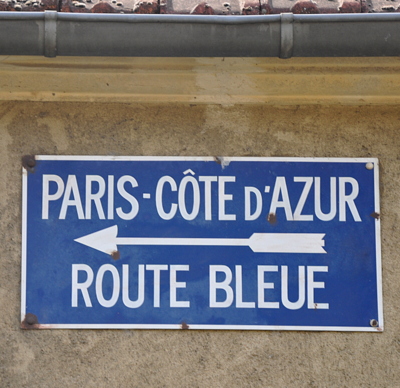 PARIS-CÔTE D'AZUR
ROUTE BLEUE